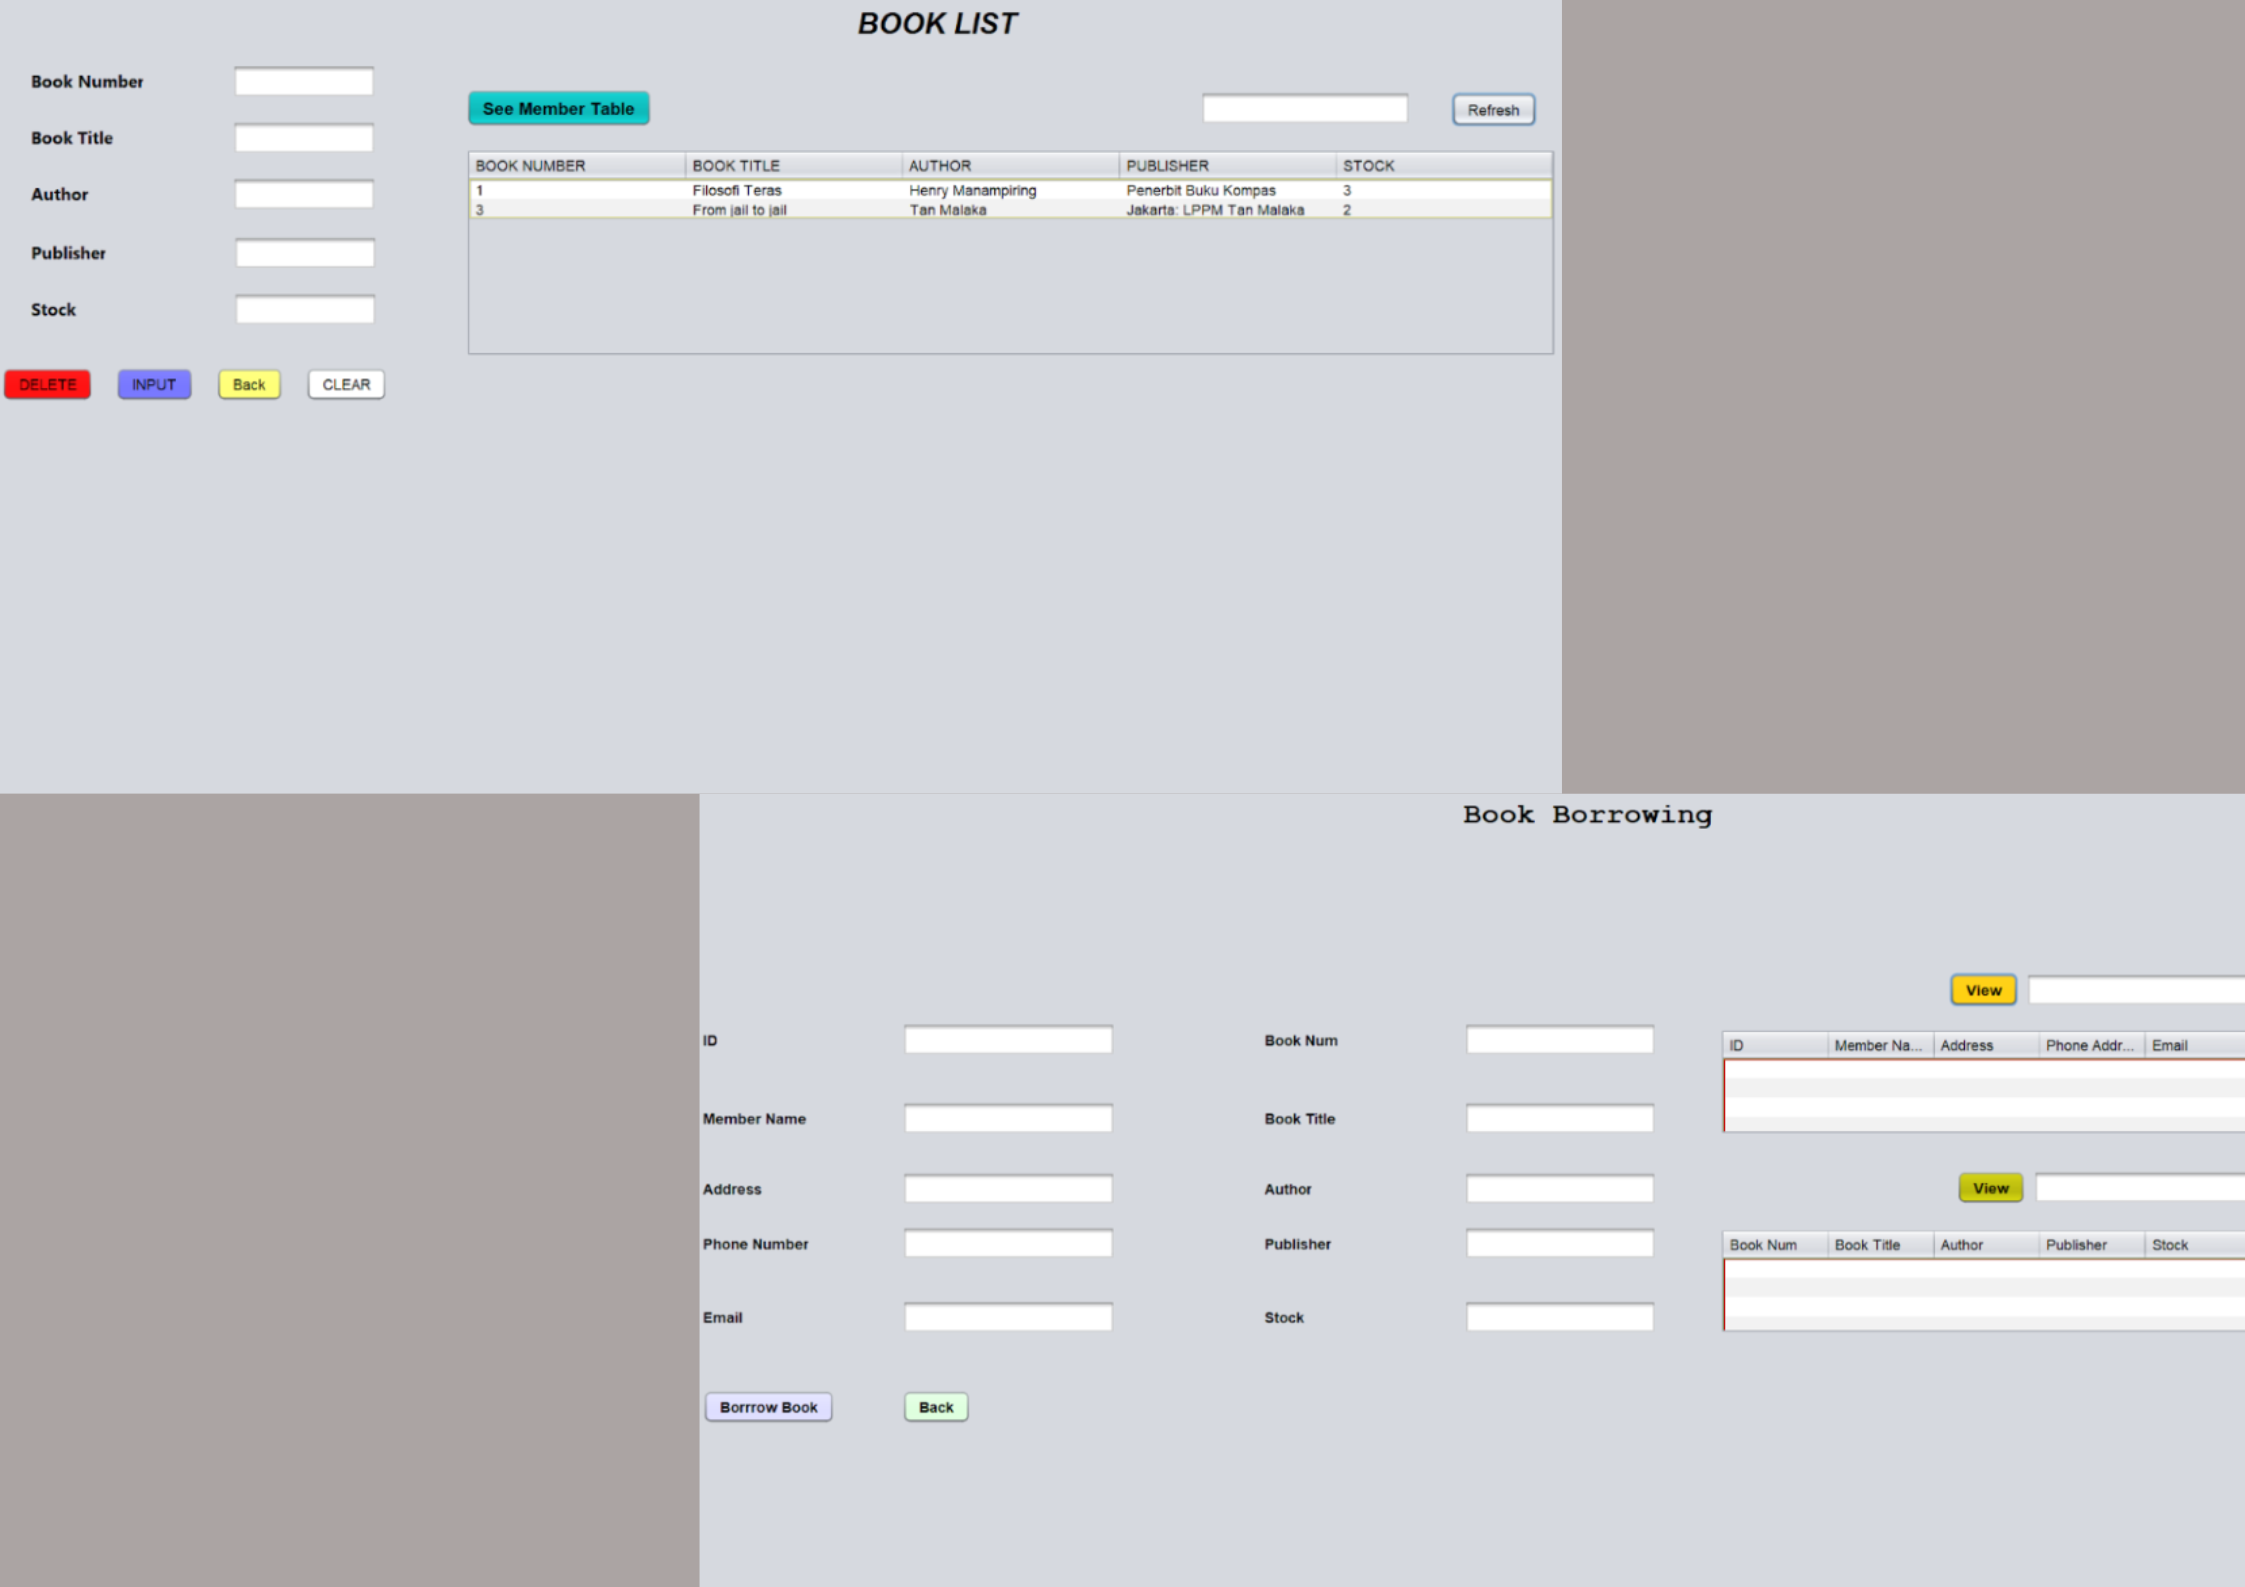 BOOK LIST
Book Number
See Member Table
Refresh
Book Title
BOOK NUMBER BOOK TITLE AUTHOR PUBLISHER STOCK
1 Filosofi Teras Henry Manampiring Penerbit Buku Kompas 3
3 From jail to jail Tan Malaka Jakarta: LPPM Tan Malaka 2
Author
Publisher
Stock
DELETE INPUT Back CLEAR
Book Borrowing
View
ID Book Num
ID Member Na... Address Phone Addr... Email
Member Name Book Title
Address Author View
Phone Number Publisher
Book Num Book Title Author Publisher Stock
Email Stock
Borrrow Book Back